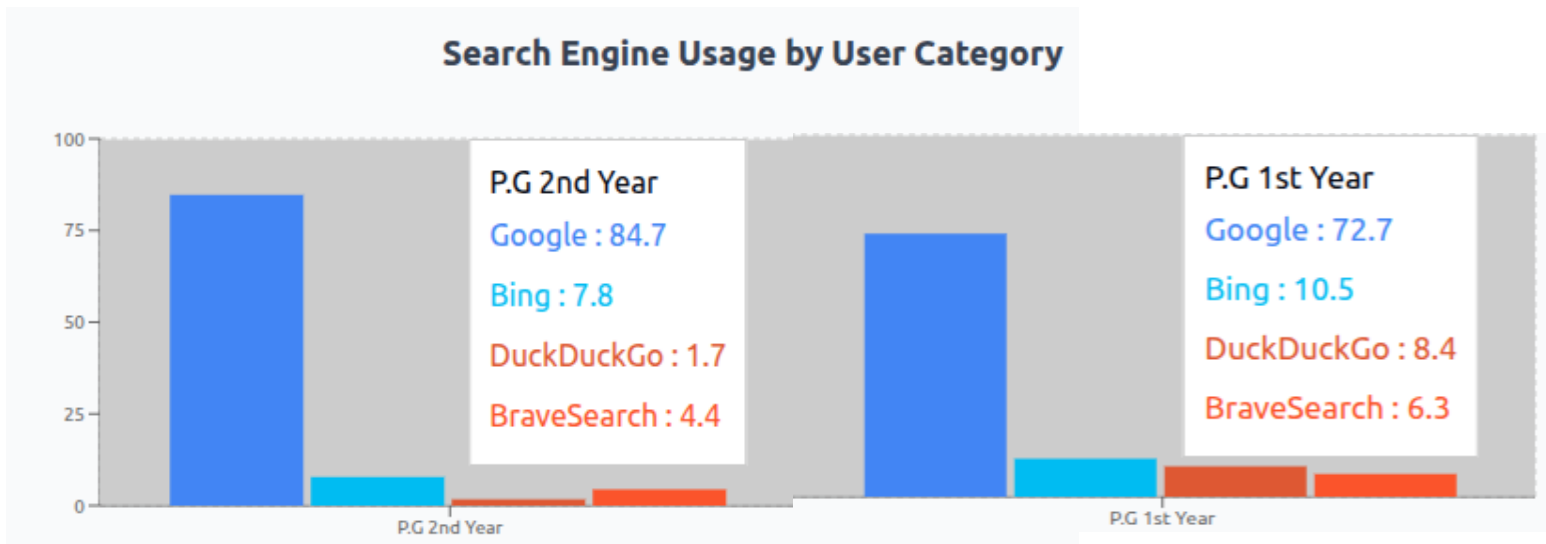 Search Engine Usage by User Category
100
75
50
25
0
P.G 2nd Year
Google : 84.7
Bing : 7.8
DuckDuckGo : 1.7
BraveSearch : 4.4
P.G 2nd Year
P.G 1st Year
Google : 72.7
Bing : 10.5
DuckDuckGo : 8.4
BraveSearch : 6.3
P.G 1st Year